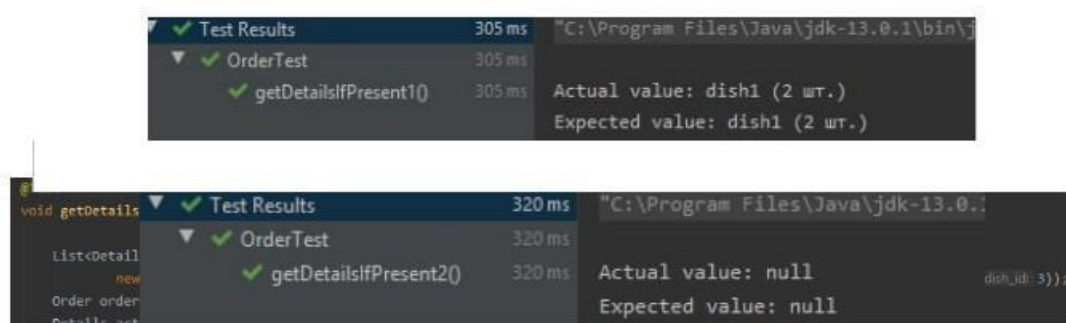 Test Results 305 ms "C:\Program Files\Java\jdk-13.0.1\bin\j
OrderTest 305 ms
getDetailsIfPresent1() 305 ms Actual value: dish1 (2 шт.)
Expected value: dish1 (2 шт.)
void getDetails Test Results 320 ms "C:\Program Files\Java\jdk-13.0.
OrderTest 320 ms
List<Detail
new getDetailsIfPresent2() 320 ms Actual value: null dish_id: 3));
Order order Expected value: null